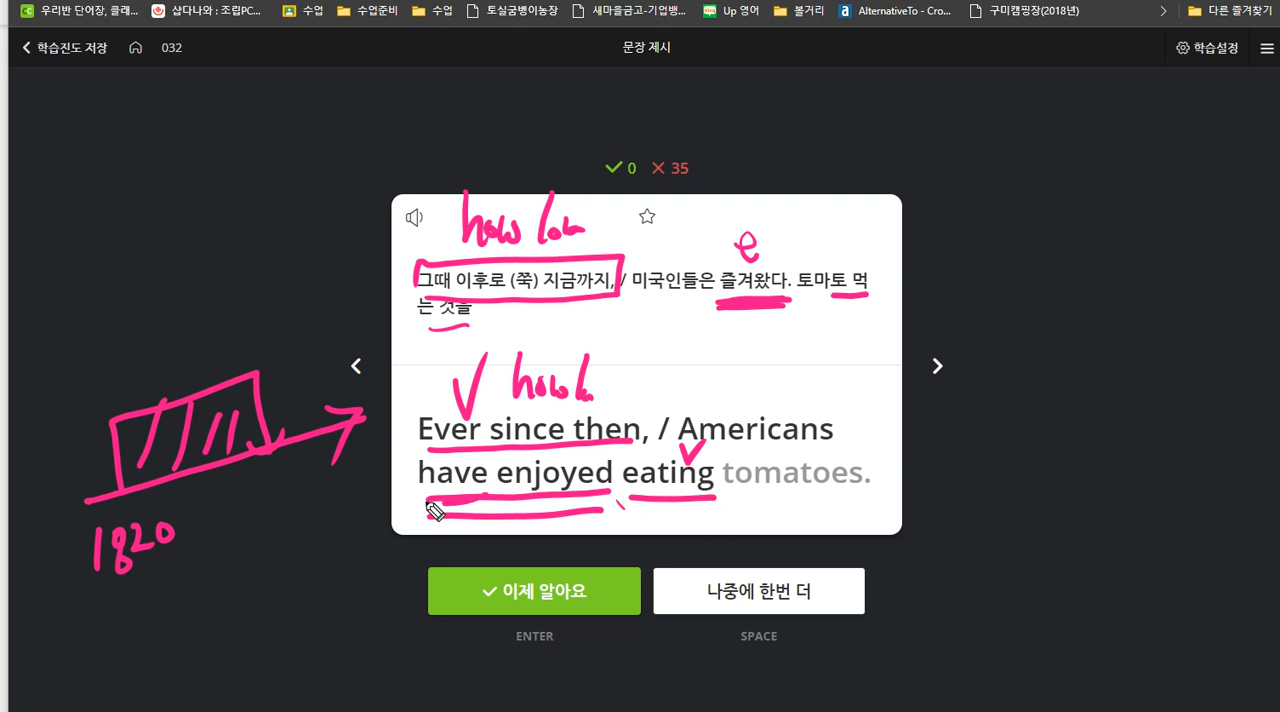 우리반 단어장, 클래... 샵다나와 : 조립PC... 수업 수업준비 수업 토실굼벵이농장 새마을금고-기업뱅... Up 영어 볼거리 AlternativeTo - Cro... 구미캠핑장(2018년) 다른 즐겨찾기
학습진도 저장 032 문장 제시 학습설정
0 35
how
e
그때 이후로 (쭉) 지금까지, / 미국인들은 즐겨왔다. 토마토 먹
는 것을
how
Ever since then, / Americans
have enjoyed eating tomatoes.
1820
이제 알아요 나중에 한번 더
ENTER SPACE